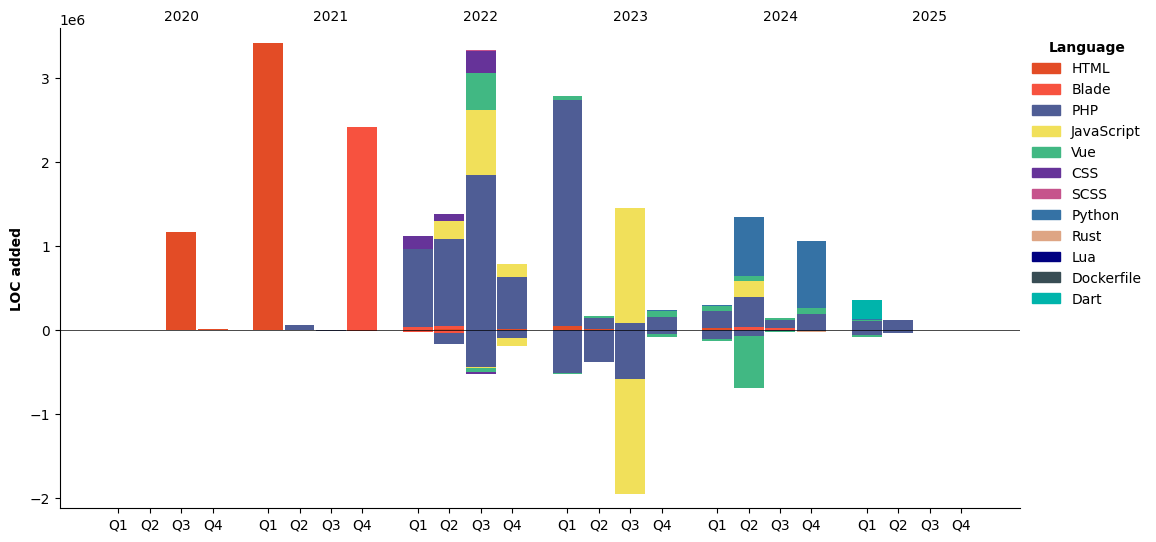 1e6
2020 2021 2022 2023 2024 2025
3
2
1
0
−1
−2
LOC added
Q1 Q2 Q3 Q4 Q1 Q2 Q3 Q4 Q1 Q2 Q3 Q4 Q1 Q2 Q3 Q4 Q1 Q2 Q3 Q4 Q1 Q2 Q3 Q4
Language
HTML
Blade
PHP
JavaScript
Vue
CSS
SCSS
Python
Rust
Lua
Dockerfile
Dart